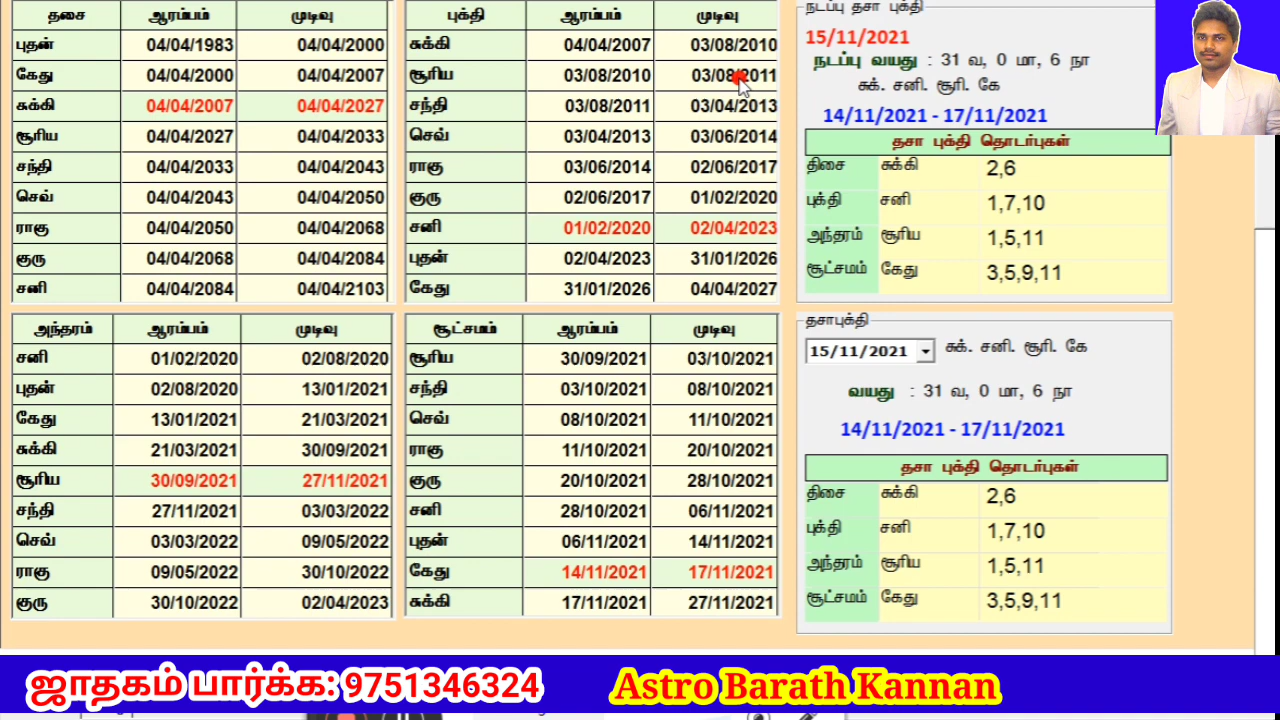 தசை ஆரம்பம் முடிவு
புதன் 04/04/1983 04/04/2000
கேது 04/04/2000 04/04/2007
சுக்கி 04/04/2007 04/04/2027
சூரிய 04/04/2027 04/04/2033
சந்தி 04/04/2033 04/04/2043
செவ் 04/04/2043 04/04/2050
ராகு 04/04/2050 04/04/2068
குரு 04/04/2068 04/04/2084
சனி 04/04/2084 04/04/2103
புக்தி ஆரம்பம் முடிவு
சுக்கி 04/04/2007 03/08/2010
சூரிய 03/08/2010 03/08/2011
சந்தி 03/08/2011 03/04/2013
செவ் 03/04/2013 03/06/2014
ராகு 03/06/2014 02/06/2017
குரு 02/06/2017 01/02/2020
சனி 01/02/2020 02/04/2023
புதன் 02/04/2023 31/01/2026
கேது 31/01/2026 04/04/2027
நடப்பு தசா புக்தி
15/11/2021
நடப்பு வயது : 31 வ, 0 மா, 6 நா
சுக். சனி. சூரி. கே
14/11/2021 - 17/11/2021
தசா புக்தி தொடர்புகள்
திசை சுக்கி 2,6
புக்தி சனி 1,7,10
அந்தரம் சூரிய 1,5,11
சூட்சமம் கேது 3,5,9,11
அந்தரம் ஆரம்பம் முடிவு
சனி 01/02/2020 02/08/2020
புதன் 02/08/2020 13/01/2021
கேது 13/01/2021 21/03/2021
சுக்கி 21/03/2021 30/09/2021
சூரிய 30/09/2021 27/11/2021
சந்தி 27/11/2021 03/03/2022
செவ் 03/03/2022 09/05/2022
ராகு 09/05/2022 30/10/2022
குரு 30/10/2022 02/04/2023
சூட்சமம் ஆரம்பம் முடிவு
சூரிய 30/09/2021 03/10/2021
சந்தி 03/10/2021 08/10/2021
செவ் 08/10/2021 11/10/2021
ராகு 11/10/2021 20/10/2021
குரு 20/10/2021 28/10/2021
சனி 28/10/2021 06/11/2021
புதன் 06/11/2021 14/11/2021
கேது 14/11/2021 17/11/2021
சுக்கி 17/11/2021 27/11/2021
தசாபுக்தி
15/11/2021 சுக். சனி. சூரி. கே
வயது : 31 வ, 0 மா, 6 நா
14/11/2021 - 17/11/2021
தசா புக்தி தொடர்புகள்
திசை சுக்கி 2,6
புக்தி சனி 1,7,10
அந்தரம் சூரிய 1,5,11
சூட்சமம் கேது 3,5,9,11
ஜாதகம் பார்க்க: 9751346324 Astro Barath Kannan